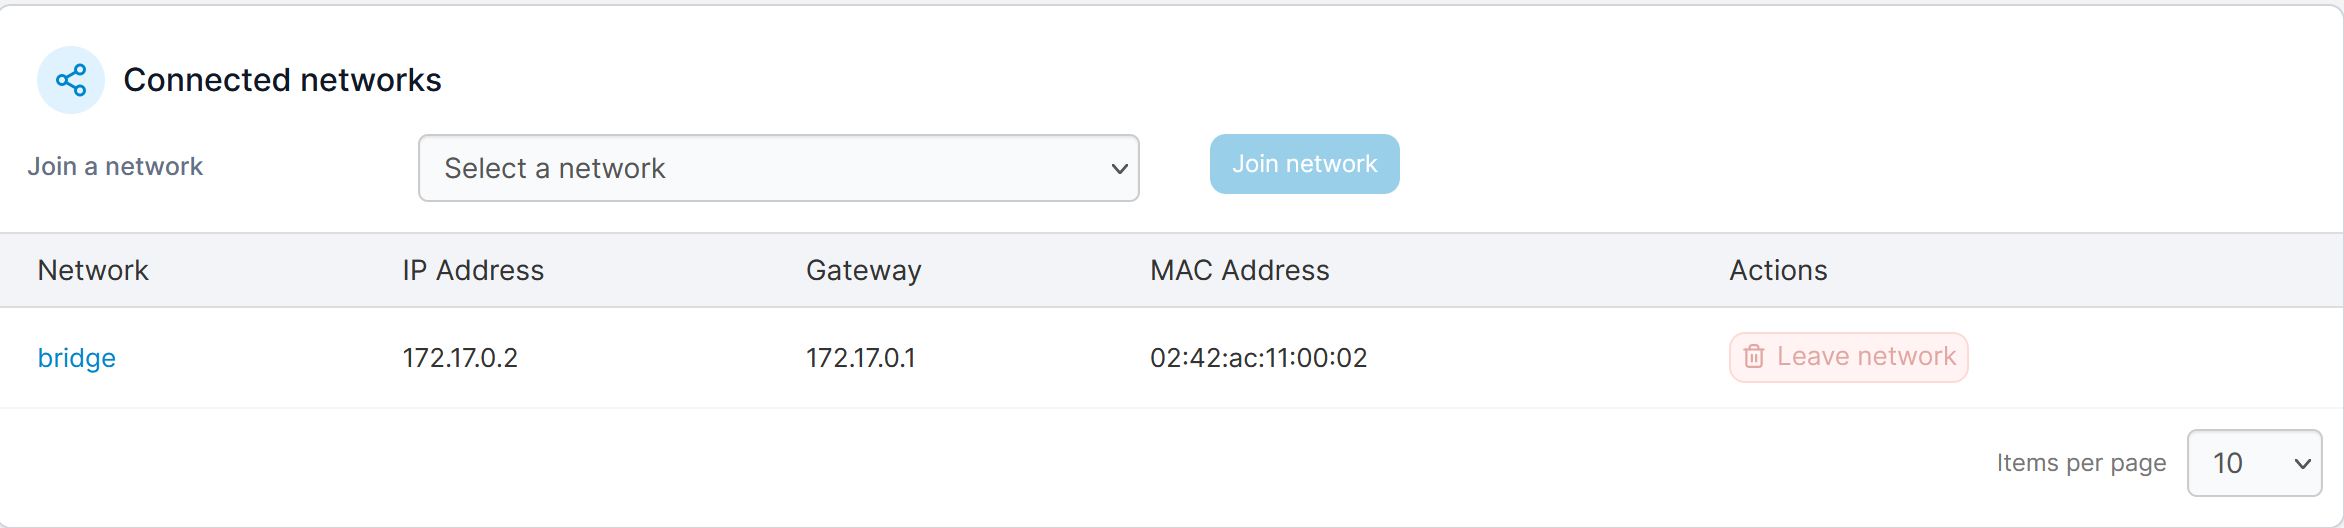 Connected networks
Join a network Select a network Join network
Network IP Address Gateway MAC Address Actions
bridge 172.17.0.2 172.17.0.1 02:42:ac:11:00:02 Leave network
Items per page 10